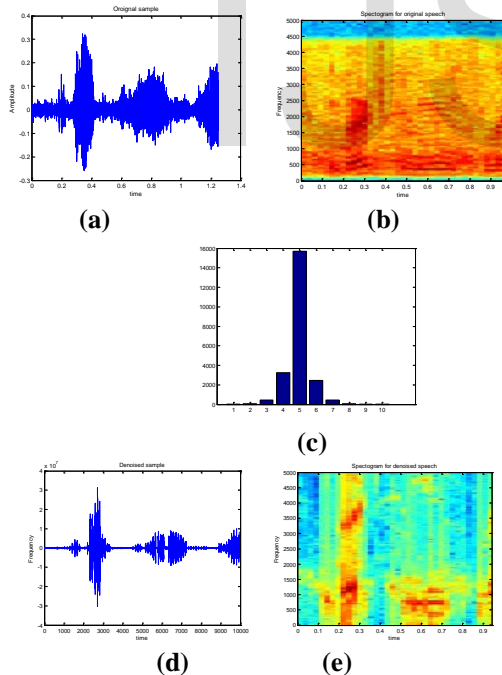 Oroignal sample
Amplitude
0.4
0.3
0.2
0.1
0
-0.1
-0.2
-0.3
0 0.2 0.4 0.6 0.8 1 1.2 1.4
time
(a)
Spectogram for original speech
Frequency
5000
4500
4000
3500
3000
2500
2000
1500
1000
500
0
0 0.1 0.2 0.3 0.4 0.5 0.6 0.7 0.8 0.9
time
(b)
16000
14000
12000
10000
8000
6000
4000
2000
0
1 2 3 4 5 6 7 8 9 10
(c)
Denoised sample
x 10^7
Frequency
4
3
2
1
0
-1
-2
-3
-4
0 1000 2000 3000 4000 5000 6000 7000 8000 9000 10000
time
(d)
Spectogram for denoised speech
Frequency
5000
4500
4000
3500
3000
2500
2000
1500
1000
500
0
0 0.1 0.2 0.3 0.4 0.5 0.6 0.7 0.8 0.9
time
(e)